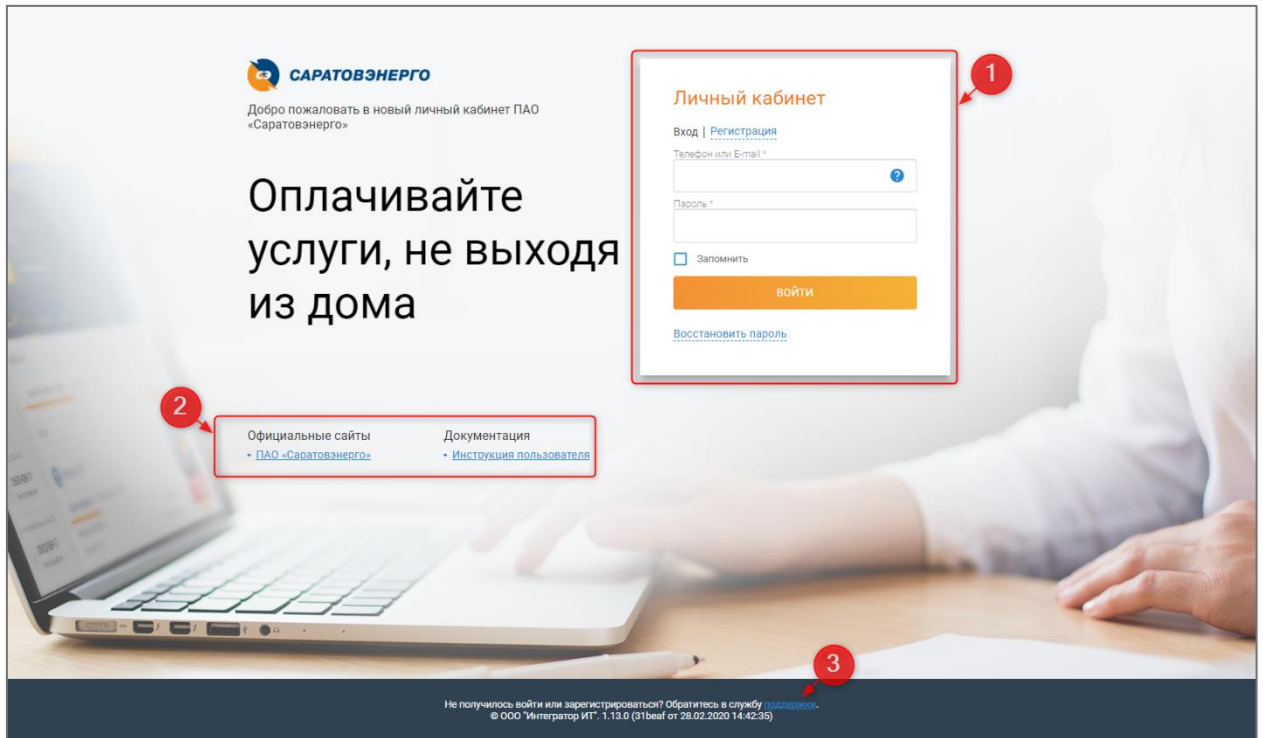 СЭ САРАТОВЭНЕРГО
Добро пожаловать в новый личный кабинет ПАО
«Саратовэнерго»
Оплачивайте
услуги, не выходя
из дома
1
Личный кабинет
Вход | Регистрация
Телефон или E-mail *
?
Пароль *
Запомнить
ВОЙТИ
Восстановить пароль
2
Официальные сайты
- ПАО «Саратовэнерго»
Документация
- Инструкция пользователя
3
Не получилось войти или зарегистрироваться? Обратитесь в службу поддержки.
© ООО "Интегратор ИТ". 1.13.0 (31beaf от 28.02.2020 14:42:35)